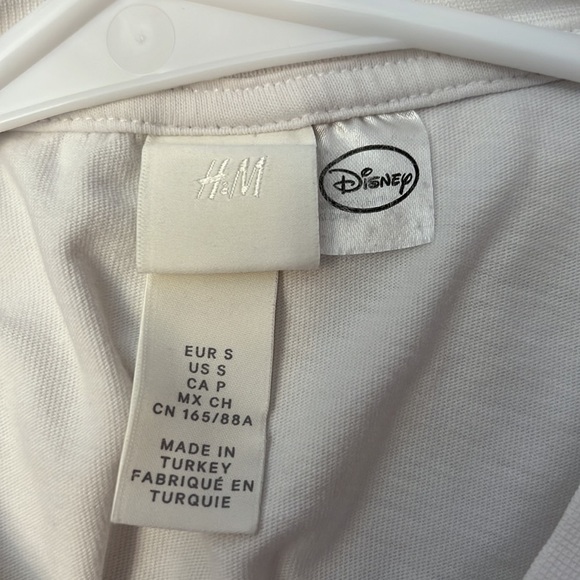 H&M
Disney
EUR S
US S
CA P
MX CH
CN 165/88A
MADE IN
TURKEY
FABRIQUÉ EN
TURQUIE